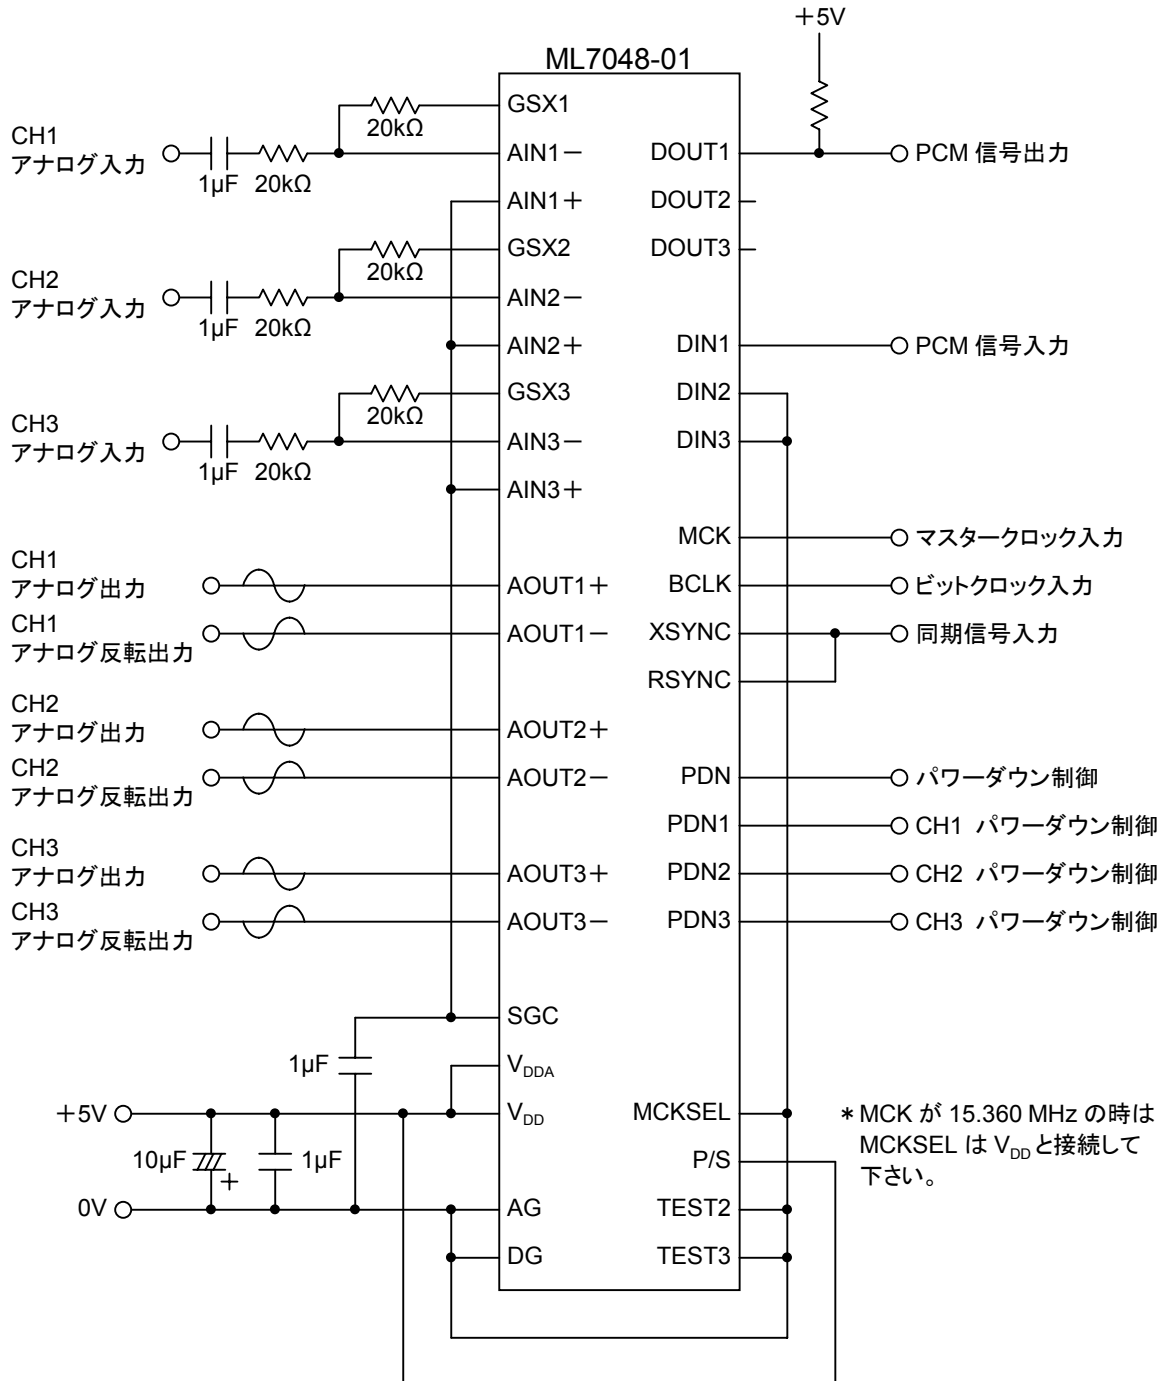 +5V
ML7048-01
CH1
アナログ入力
1µF
20kΩ
20kΩ
CH2
アナログ入力
1µF
20kΩ
20kΩ
CH3
アナログ入力
1µF
20kΩ
20kΩ
CH1
アナログ出力
CH1
アナログ反転出力
CH2
アナログ出力
CH2
アナログ反転出力
CH3
アナログ出力
CH3
アナログ反転出力
1µF
+5V
10µF
+
1µF
0V
GSX1
AIN1−
AIN1+
GSX2
AIN2−
AIN2+
GSX3
AIN3−
AIN3+
AOUT1+
AOUT1−
AOUT2+
AOUT2−
AOUT3+
AOUT3−
SGC
VDDA
VDD
AG
DG
DOUT1
DOUT2
DOUT3
DIN1
DIN2
DIN3
MCK
BCLK
XSYNC
RSYNC
PDN
PDN1
PDN2
PDN3
MCKSEL
P/S
TEST2
TEST3
PCM 信号出力
PCM 信号入力
マスタークロック入力
ビットクロック入力
同期信号入力
パワーダウン制御
CH1 パワーダウン制御
CH2 パワーダウン制御
CH3 パワーダウン制御
* MCK が 15.360 MHz の時は
MCKSEL は VDD と接続して
下さい。